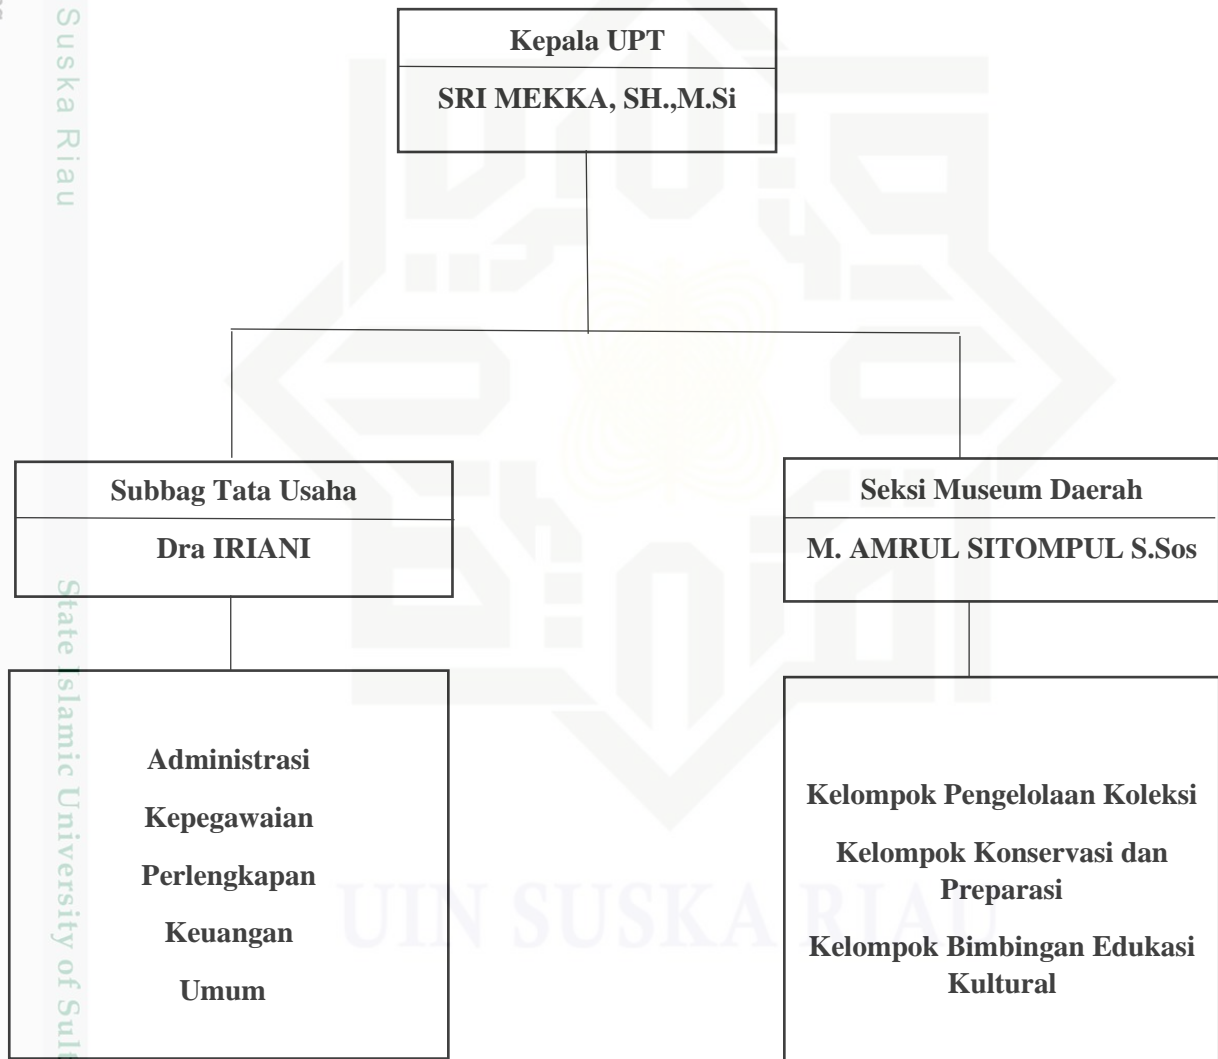 Kepala UPT
SRI MEKKA, SH.,M.Si
Subbag Tata Usaha
Dra IRIANI
Seksi Museum Daerah
M. AMRUL SITOMPUL S.Sos
Administrasi
Kepegawaian
Perlengkapan
Keuangan
Umum
Kelompok Pengelolaan Koleksi
Kelompok Konservasi dan
Preparasi
Kelompok Bimbingan Edukasi
Kultural
UIN SUSKA RIAU
Suska Riau
State Islamic University of Sult